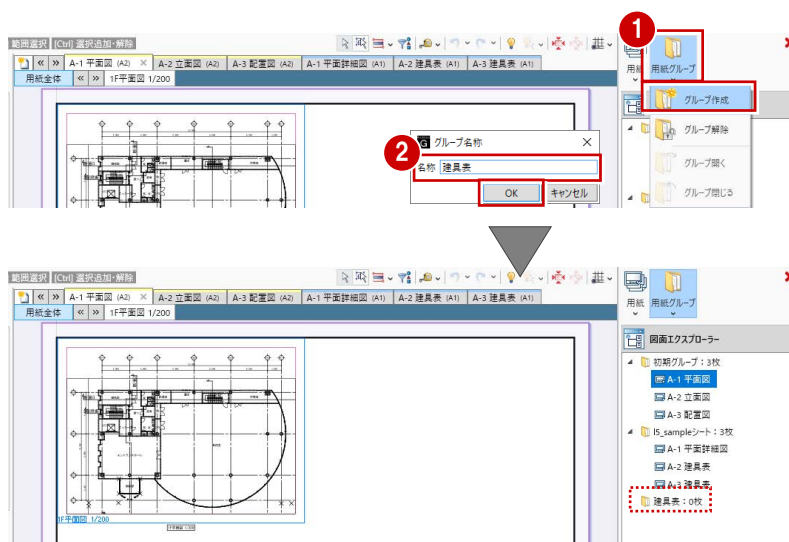 範囲選択 [Ctrl] 選択追加・解除
A-1 平面図 (A2) × A-2 立面図 (A2) A-3 配置図 (A2) A-1 平面詳細図 (A1) A-2 建具表 (A1) A-3 建具表 (A1)
用紙全体 « » 1F平面図 1/200
1
用紙 用紙グループ
グループ作成
グループ解除
グループ開く
グループ閉じる
2
グループ名称 ×
名称 建具表
OK キャンセル
範囲選択 [Ctrl] 選択追加・解除
A-1 平面図 (A2) × A-2 立面図 (A2) A-3 配置図 (A2) A-1 平面詳細図 (A1) A-2 建具表 (A1) A-3 建具表 (A1)
用紙全体 « » 1F平面図 1/200
用紙 用紙グループ
図面エクスプローラー
初期グループ：3枚
A-1 平面図
A-2 立面図
A-3 配置図
I5_sampleシート：3枚
A-1 平面詳細図
A-2 建具表
A-3 建具表
建具表：0枚
1F平面図 1/200